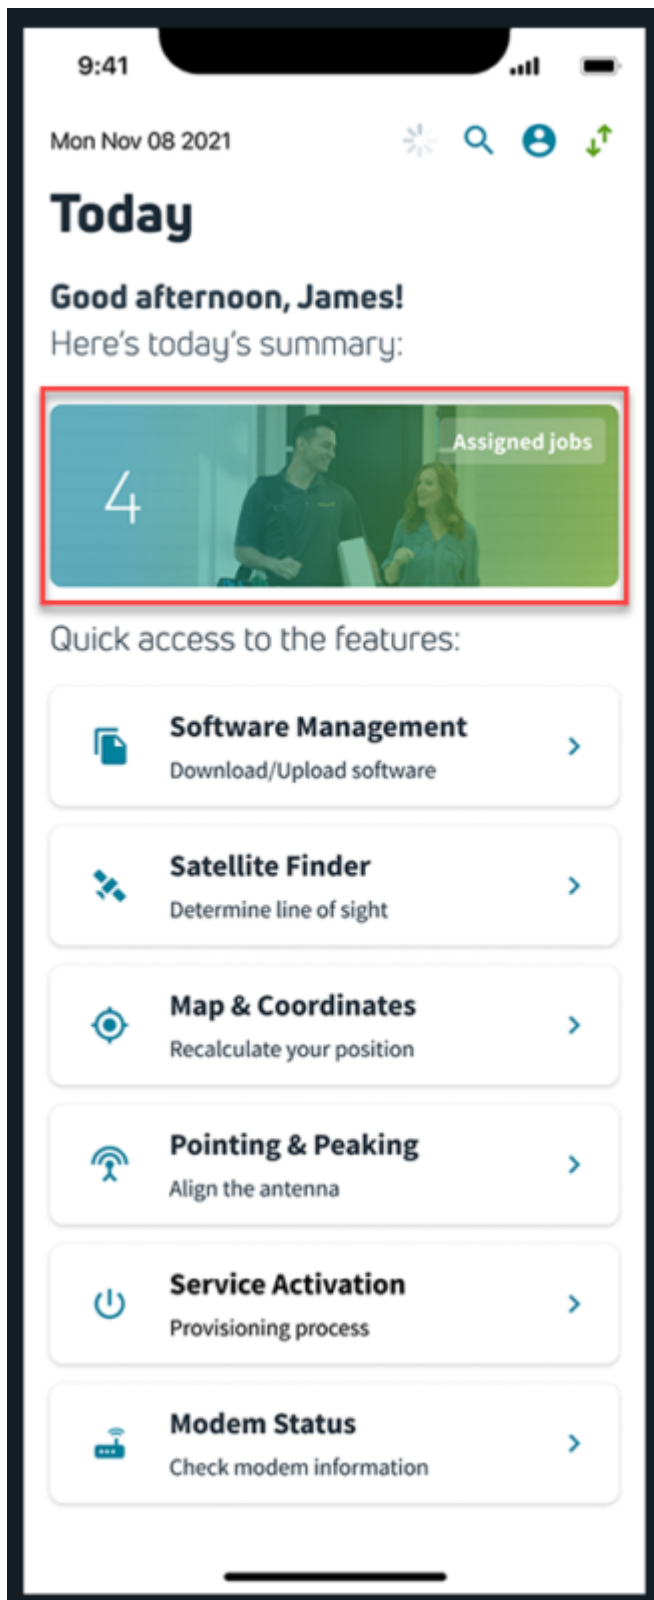 9:41
Mon Nov 08 2021
Today
Good afternoon, James!
Here's today's summary:
Assigned jobs
4
Quick access to the features:
Software Management
Download/Upload software
Satellite Finder
Determine line of sight
Map & Coordinates
Recalculate your position
Pointing & Peaking
Align the antenna
Service Activation
Provisioning process
Modem Status
Check modem information